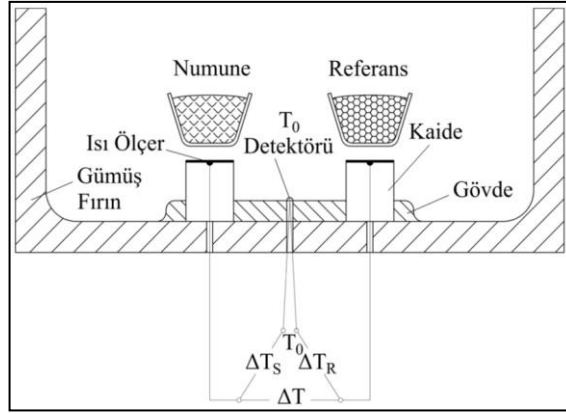 Numune
Referans
T0
Detektörü
Isı Ölçer
Kaide
Gümüş
Fırın
Gövde
T0
ΔTS
ΔTR
ΔT